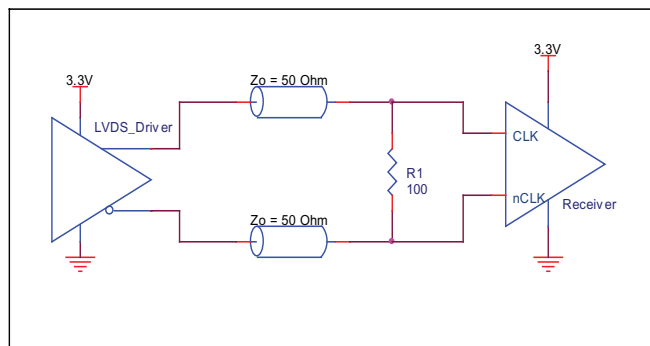 Zo = 50 Ohm
3.3V
3.3V
LVDS_Driver
CLK
R1
100
nCLK
Receiver
Zo = 50 Ohm